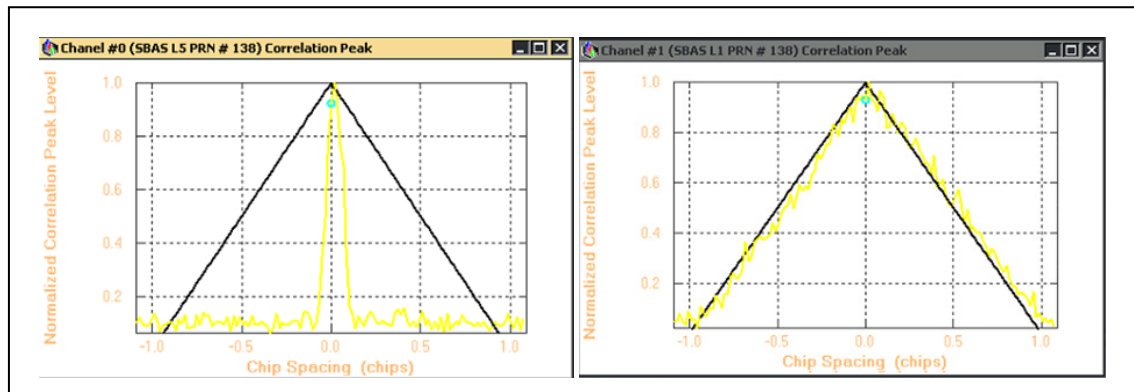 Chanel #0 (SBAS L5 PRN # 138) Correlation Peak
Normalized Correlation Peak Level
1.0
0.8
0.6
0.4
0.2
-1.0 -0.5 0.0 0.5 1.0
Chip Spacing (chips)
Chanel #1 (SBAS L1 PRN # 138) Correlation Peak
Normalized Correlation Peak Level
1.0
0.8
0.6
0.4
0.2
-1.0 -0.5 0.0 0.5 1.0
Chip Spacing (chips)